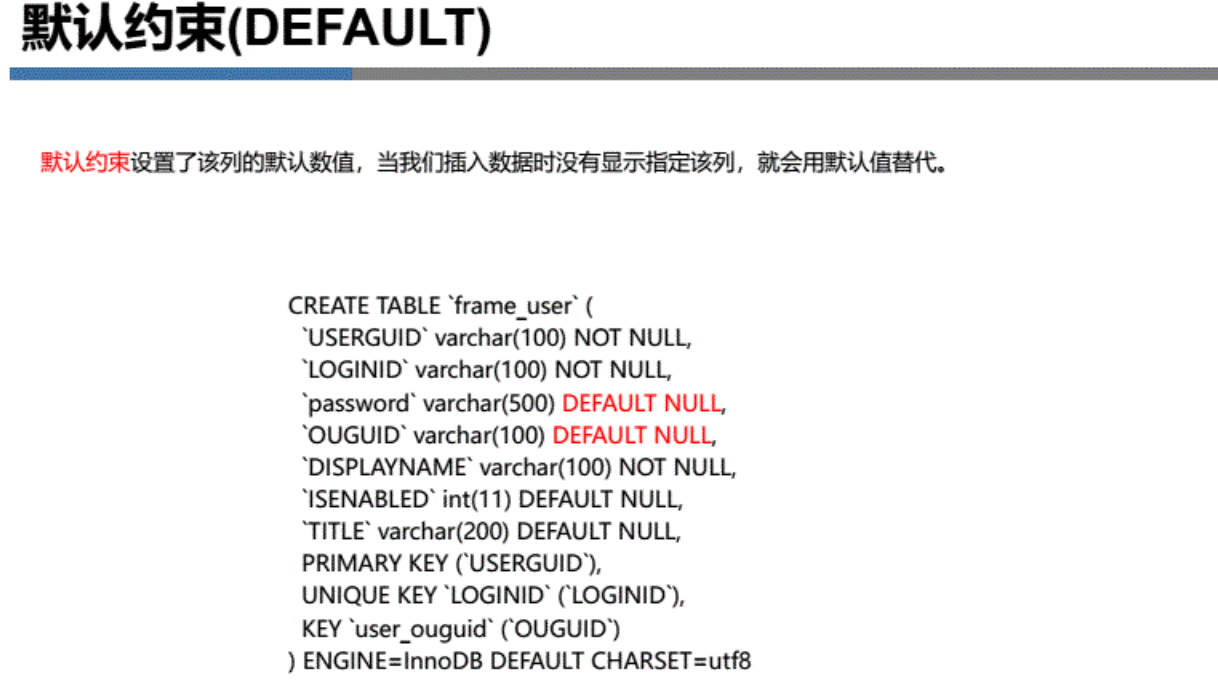 默认约束(DEFAULT)
默认约束设置了该列的默认数值，当我们插入数据时没有显示指定该列，就会用默认值替代。
CREATE TABLE `frame_user` (
`USERGUID` varchar(100) NOT NULL,
`LOGINID` varchar(100) NOT NULL,
`password` varchar(500) DEFAULT NULL,
`OUGUID` varchar(100) DEFAULT NULL,
`DISPLAYNAME` varchar(100) NOT NULL,
`ISENABLED` int(11) DEFAULT NULL,
`TITLE` varchar(200) DEFAULT NULL,
PRIMARY KEY (`USERGUID`),
UNIQUE KEY `LOGINID` (`LOGINID`),
KEY `user_ouguid` (`OUGUID`)
) ENGINE=InnoDB DEFAULT CHARSET=utf8